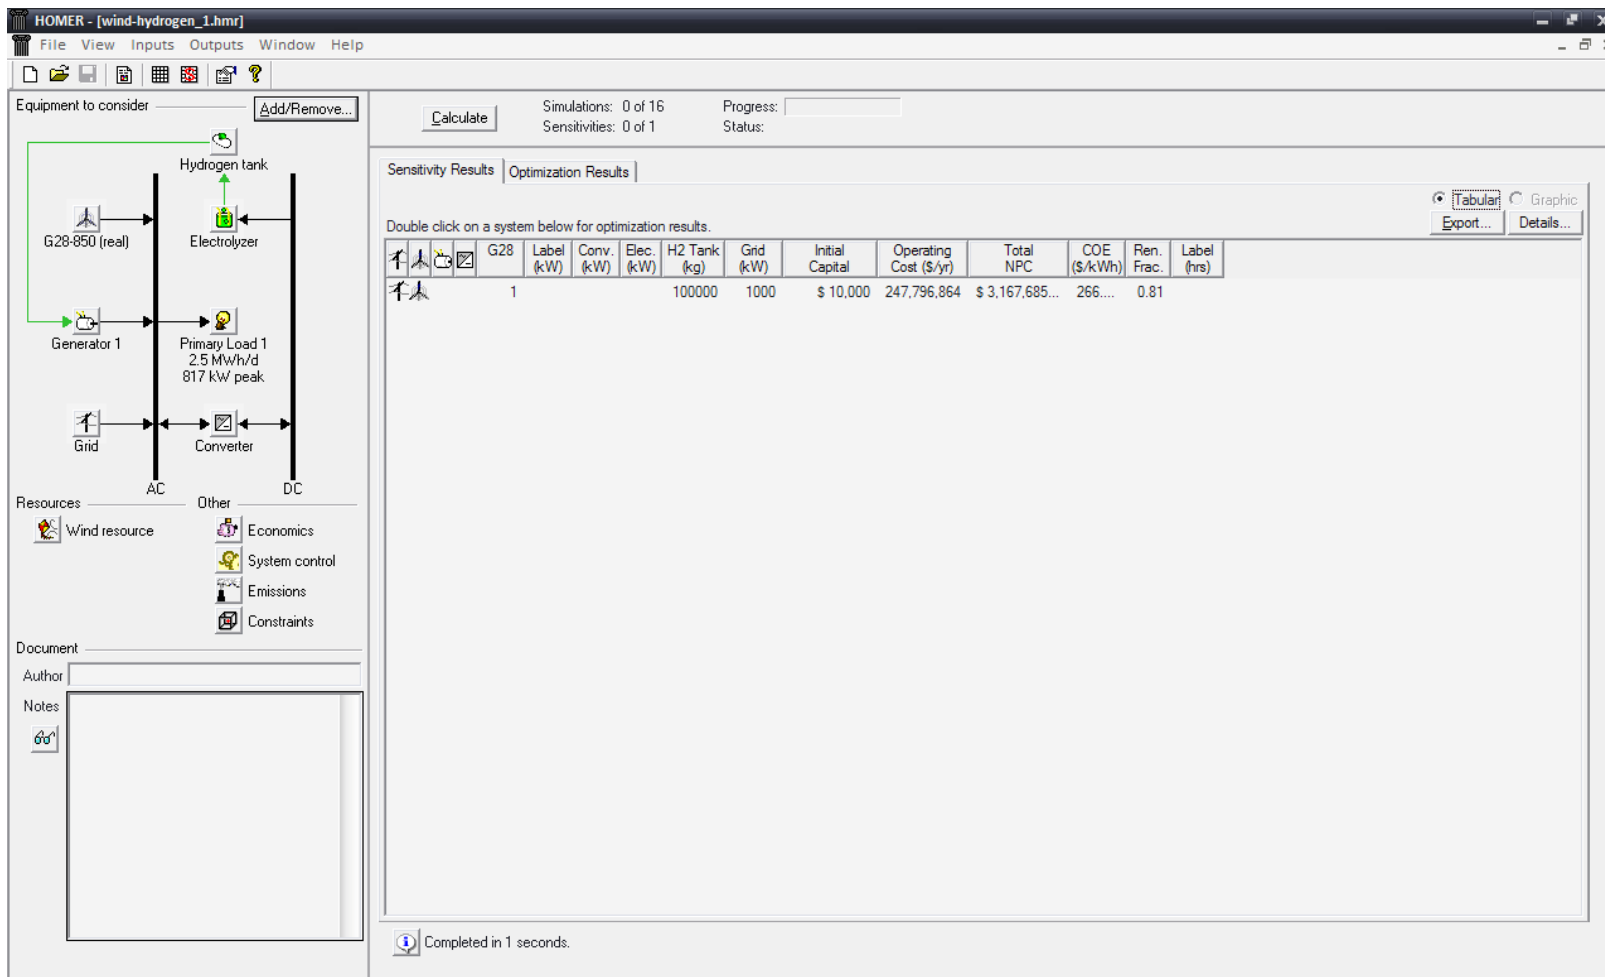 HOMER - [wind-hydrogen_1.hmr]
File View Inputs Outputs Window Help
Equipment to consider
Add/Remove...
Hydrogen tank
G28-850 (real)
Electrolyzer
Generator 1
Primary Load 1
2.5 MWh/d
817 kW peak
Grid
Converter
AC
DC
Resources
Other
Wind resource
Economics
System control
Emissions
Constraints
Document
Author
Notes
Calculate
Simulations: 0 of 16
Progress:
Sensitivities: 0 of 1
Status:
Sensitivity Results
Optimization Results
Tabular
Graphic
Double click on a system below for optimization results.
Export...
Details...
G28 Label Conv. Elec. H2 Tank Grid Initial Operating Total COE Ren. Label
(kW) (kW) (kW) (kg) (kW) Capital Cost ($/yr) NPC ($/kWh) Frac. (hrs)
1 100000 1000 $ 10,000 247,796,864 $ 3,167,685... 266.... 0.81
Completed in 1 seconds.